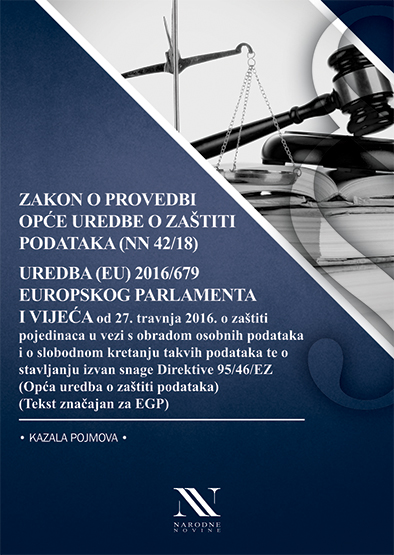 ZAKON O PROVEDBI
OPĆE UREDBE O ZAŠTITI
PODATAKA (NN 42/18)
UREDBA (EU) 2016/679
EUROPSKOG PARLAMENTA
I VIJEĆA od 27. travnja 2016. o zaštiti
pojedinaca u vezi s obradom osobnih podataka
i o slobodnom kretanju takvih podataka te o
stavljanju izvan snage Direktive 95/46/EZ
(Opća uredba o zaštiti podataka)
(Tekst značajan za EGP)
• KAZALA POJMOVA •
NARODNE
NOVINE